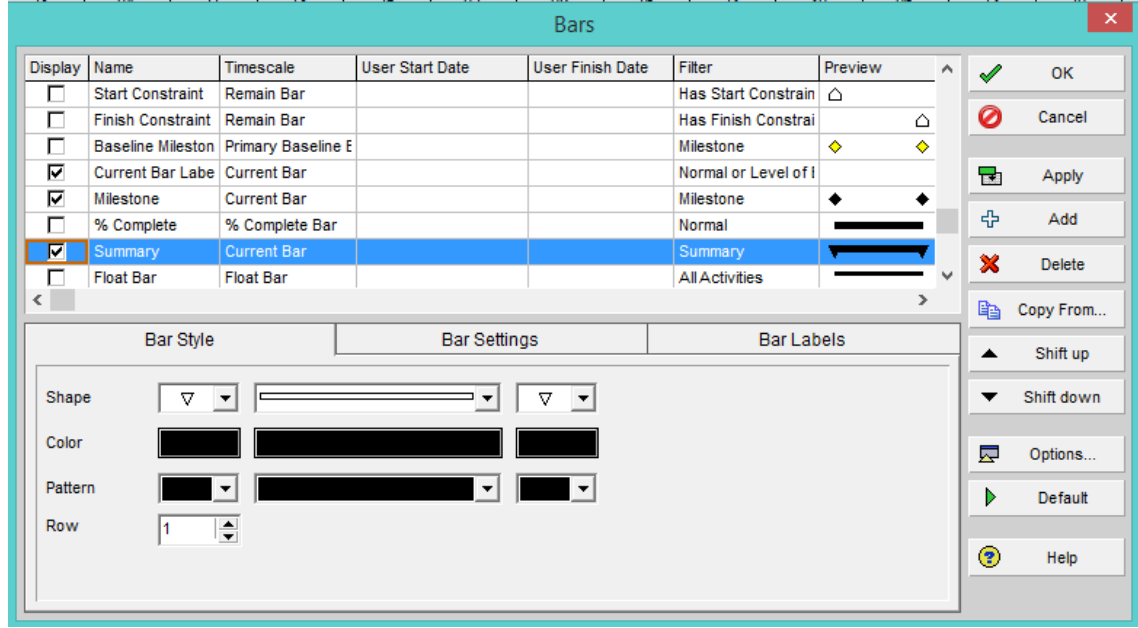 Bars
Display Name Timescale User Start Date User Finish Date Filter Preview
Start Constraint Remain Bar Has Start Constrain
Finish Constraint Remain Bar Has Finish Constrai
Baseline Mileston Primary Baseline E Milestone
Current Bar Labe Current Bar Normal or Level of E
Milestone Current Bar Milestone
% Complete % Complete Bar Normal
Summary Current Bar Summary
Float Bar Float Bar All Activities
OK
Cancel
Apply
Add
Delete
Copy From...
Shift up
Shift down
Options...
Default
Help
Bar Style Bar Settings Bar Labels
Shape
Color
Pattern
Row 1